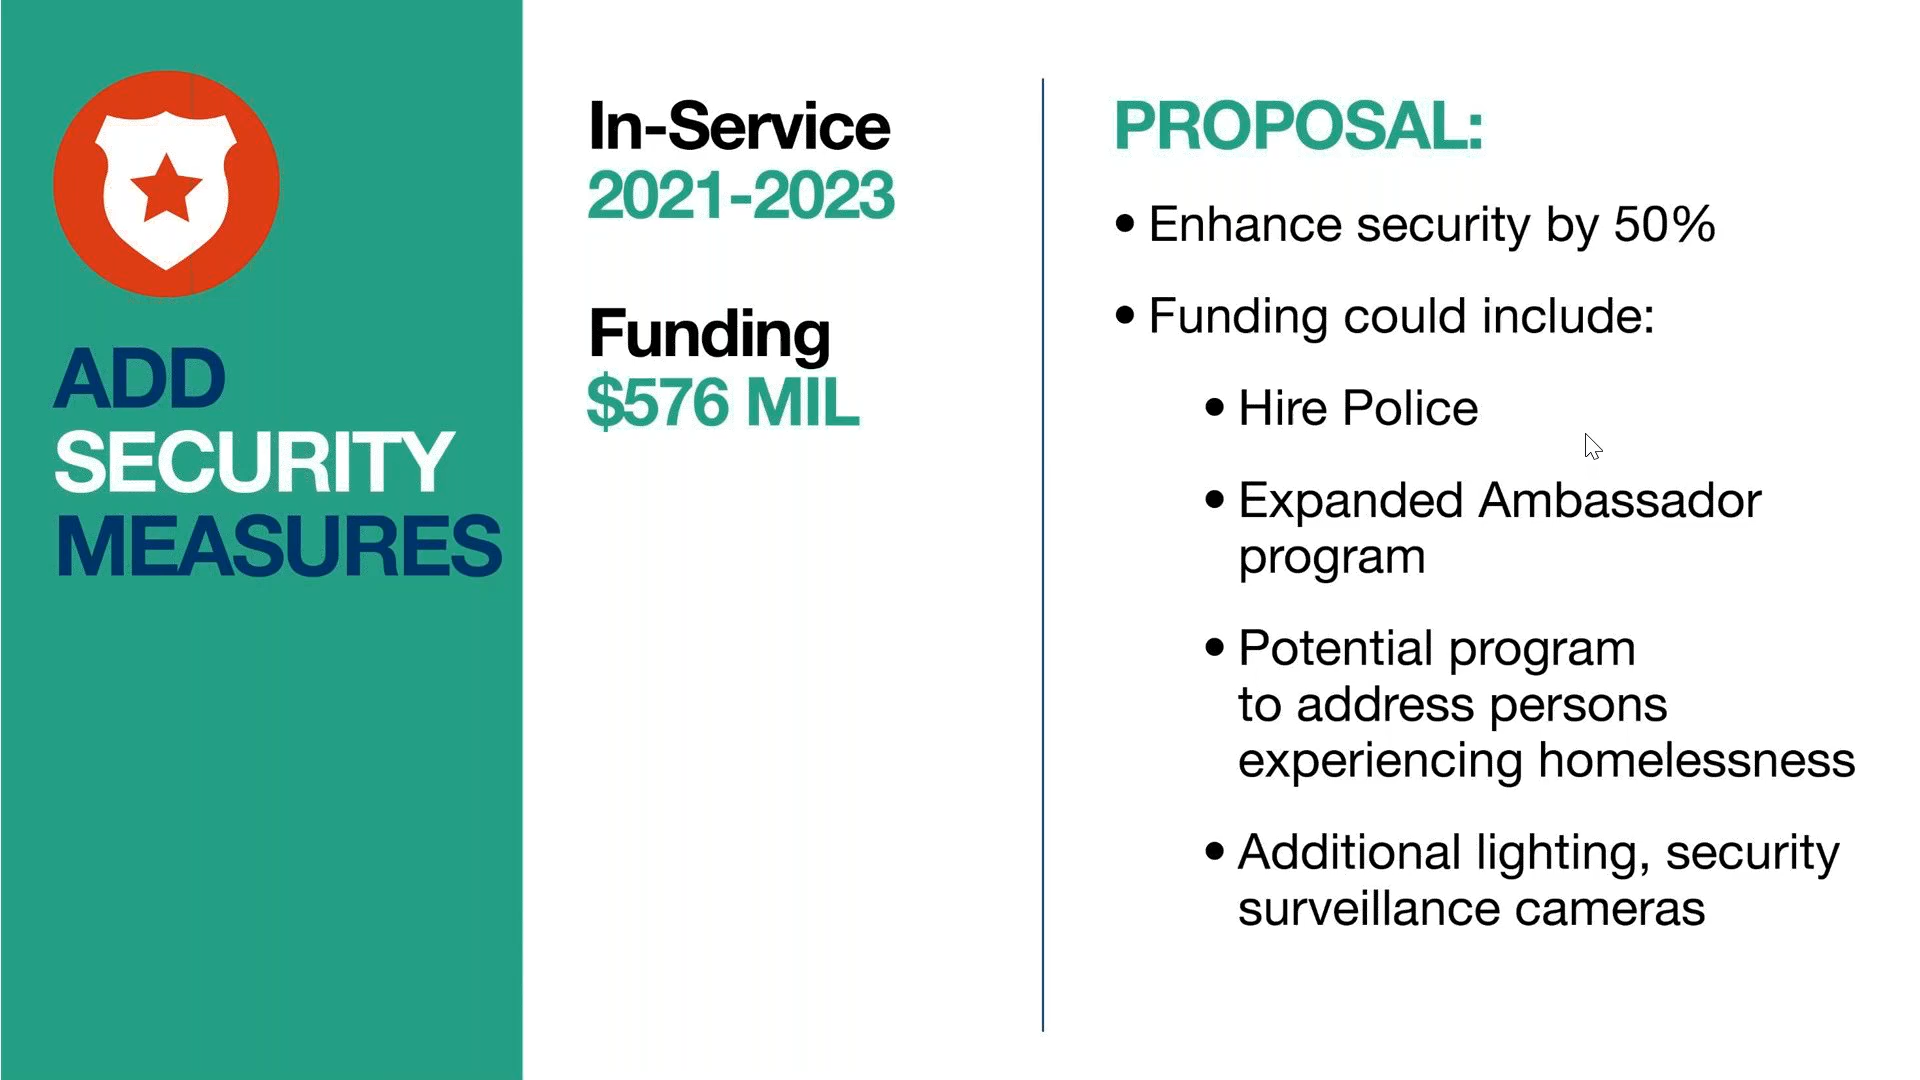 ADD
SECURITY
MEASURES
In-Service
2021-2023
Funding
$576 MIL
PROPOSAL:
• Enhance security by 50%
• Funding could include:
• Hire Police
• Expanded Ambassador
program
• Potential program
to address persons
experiencing homelessness
• Additional lighting, security
surveillance cameras